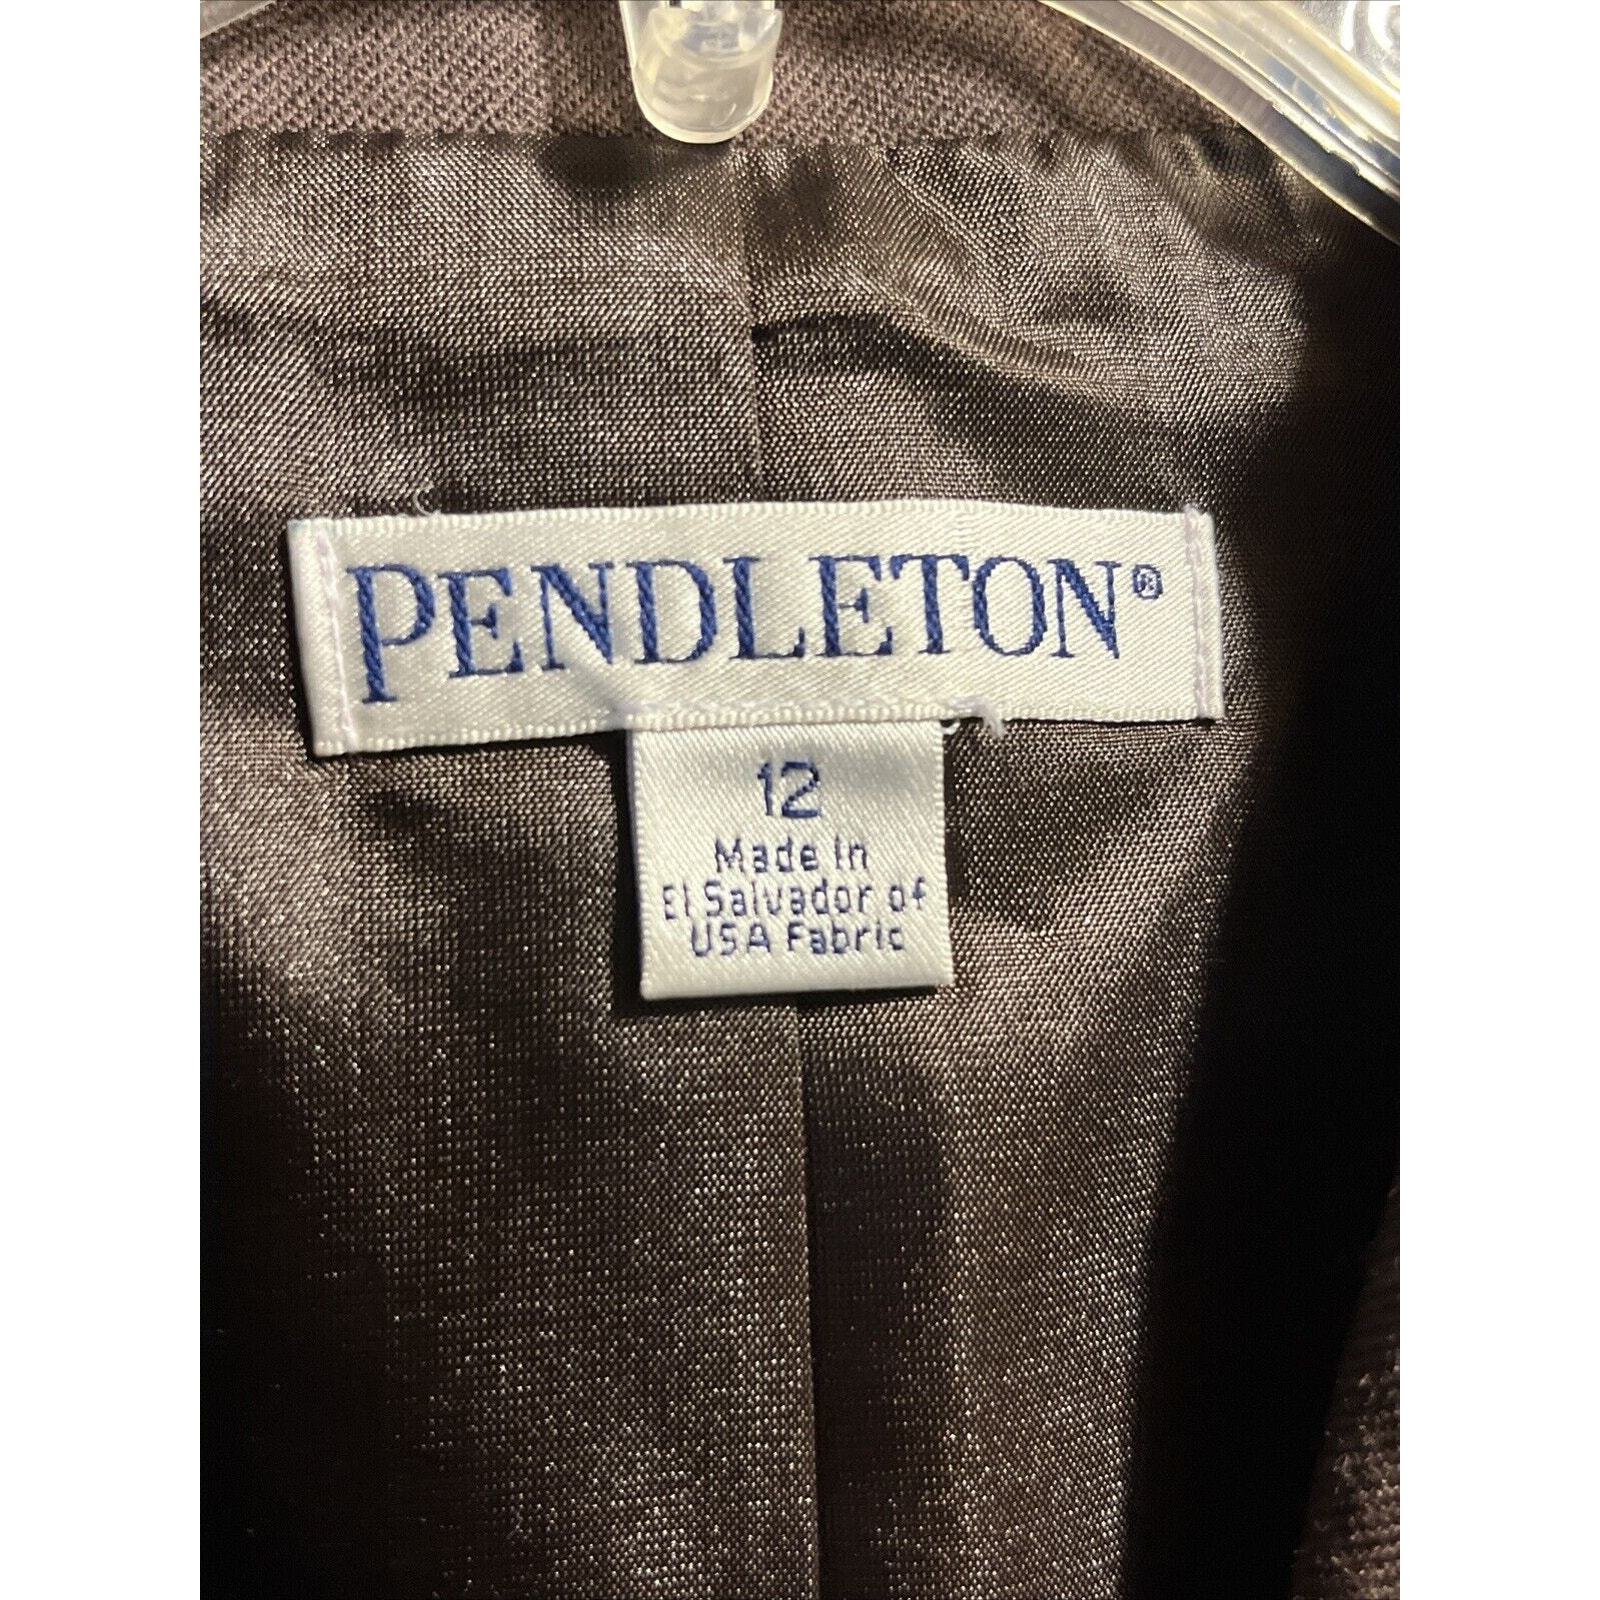 PENDLETON®
12
Made in
El Salvador of
USA Fabric